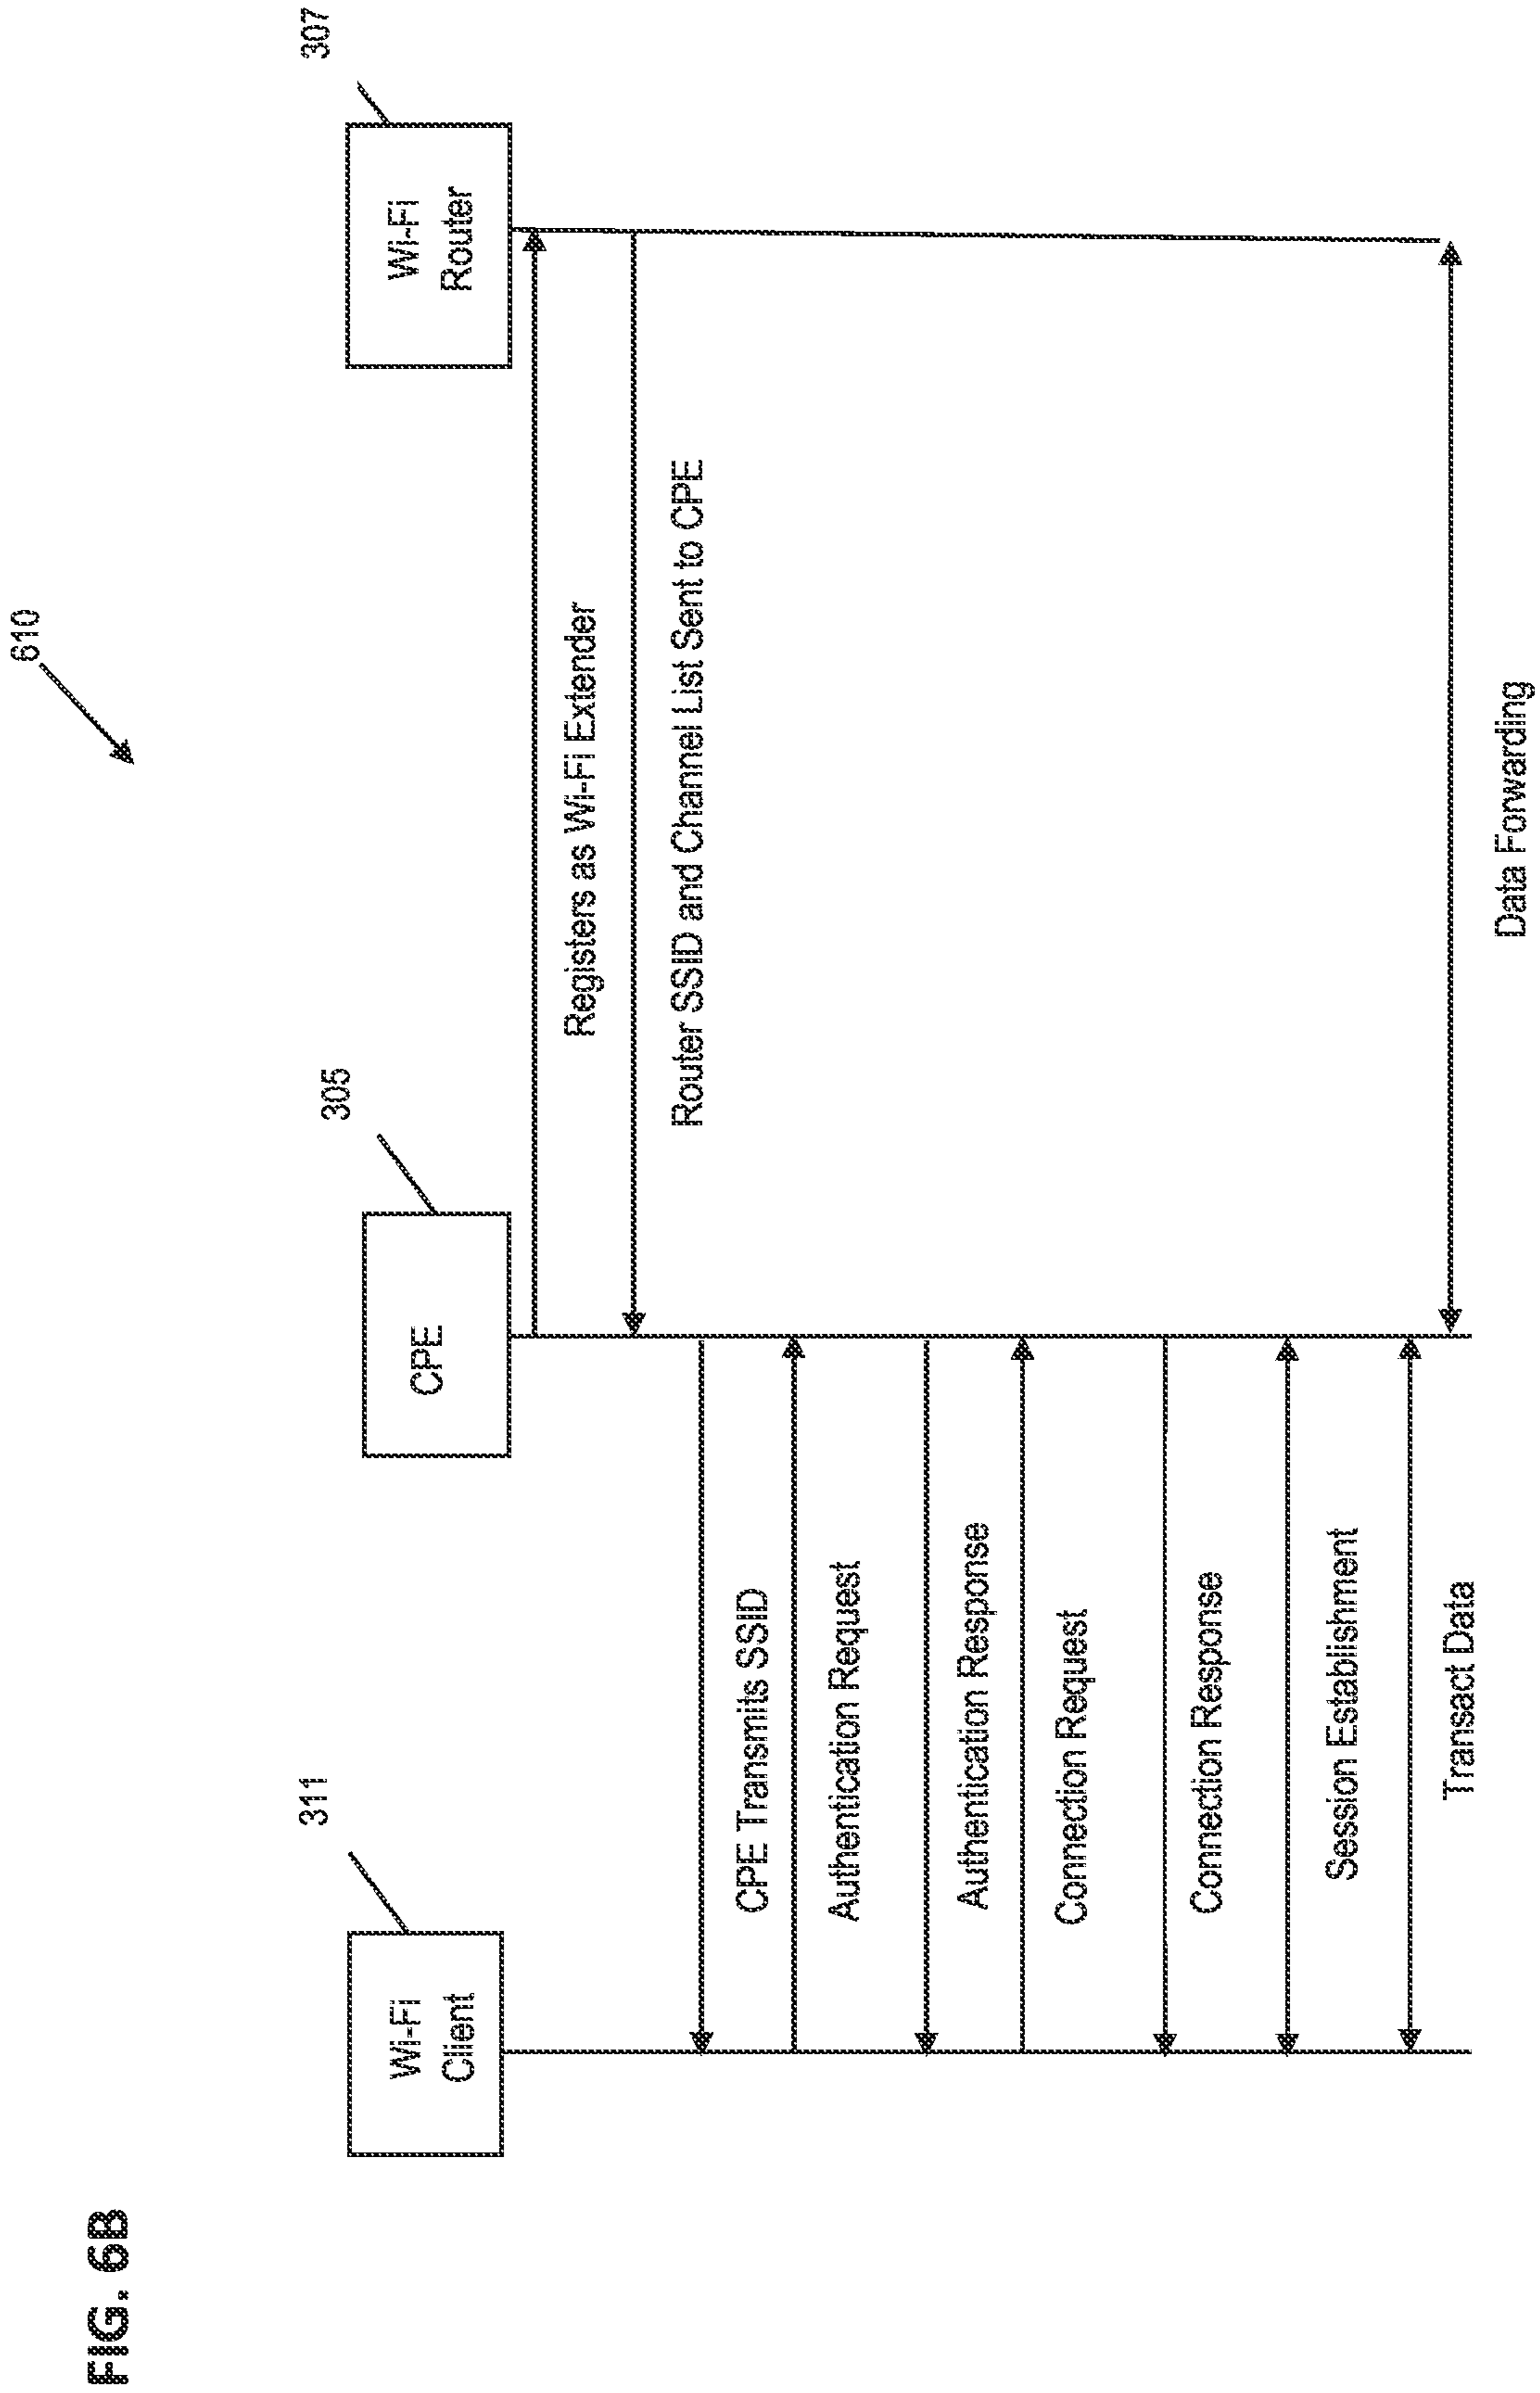 FIG. 6B
610
311
305
307
Wi-Fi
Client
CPE
Wi-Fi
Router
Registers as Wi-Fi Extender
Router SSID and Channel List Sent to CPE
CPE Transmits SSID
Authentication Request
Authentication Response
Connection Request
Connection Response
Session Establishment
Transact Data
Data Forwarding